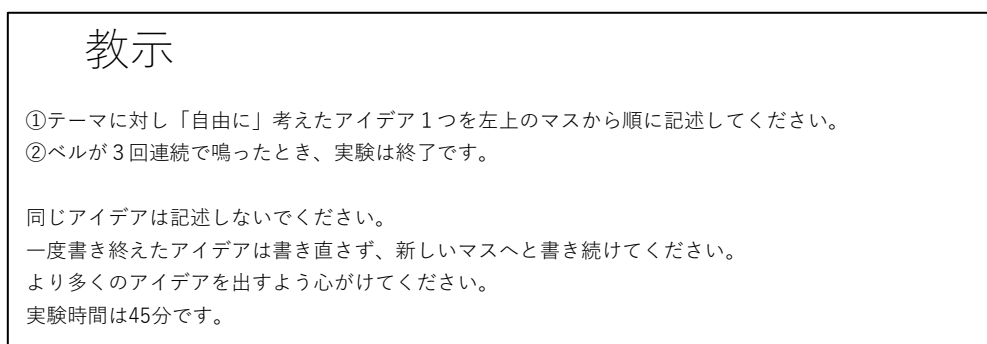 教示
①テーマに対し「自由に」考えたアイデア１つを左上のマスから順に記述してください。
②ベルが３回連続で鳴ったとき、実験は終了です。
同じアイデアは記述しないでください。
一度書き終えたアイデアは書き直さず、新しいマスへと書き続けてください。
より多くのアイデアを出すよう心がけてください。
実験時間は45分です。